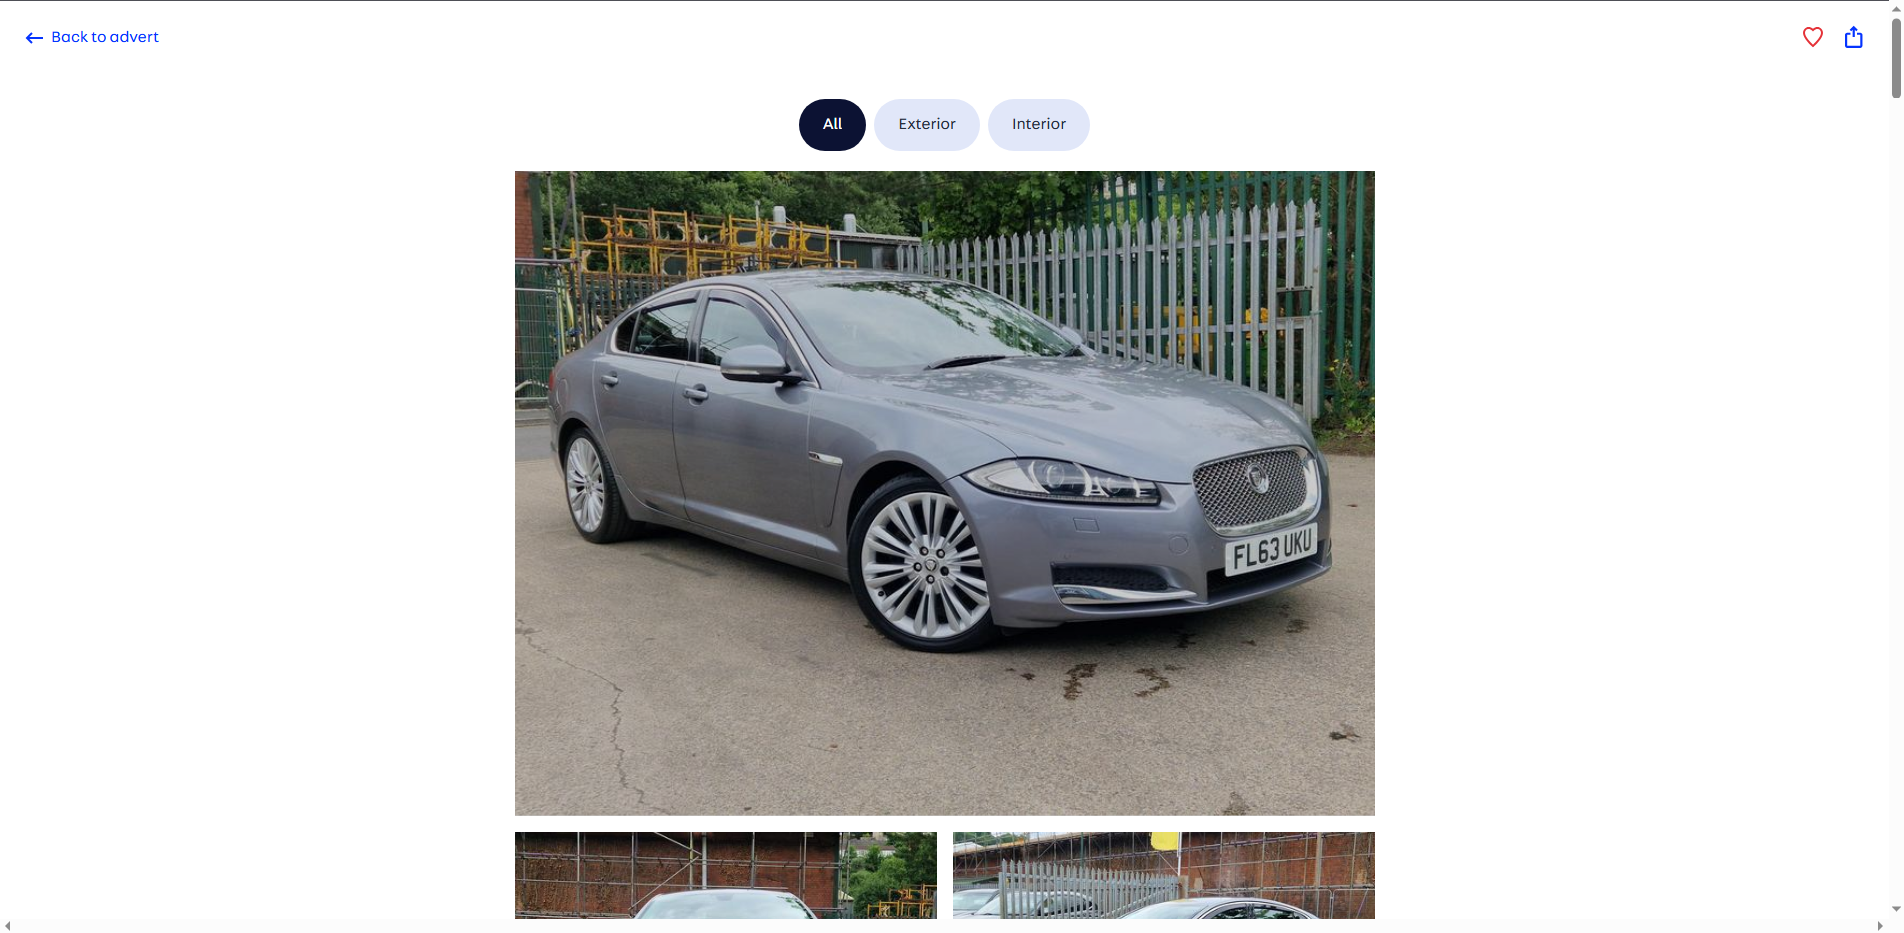 Back to advert
All
Exterior
Interior
FL63 UKU